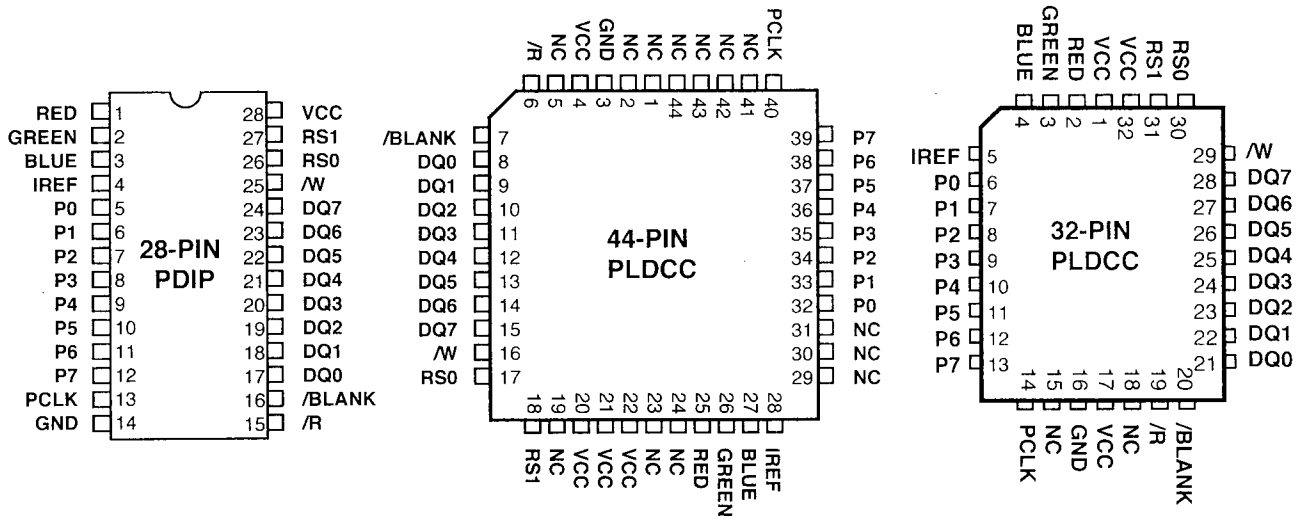 RED 1 28 VCC
GREEN 2 27 RS1
BLUE 3 26 RS0
IREF 4 25 /W
P0 5 24 DQ7
P1 6 23 DQ6
P2 7 22 DQ5
P3 8 21 DQ4
P4 9 20 DQ3
P5 10 19 DQ2
P6 11 18 DQ1
P7 12 17 DQ0
PCLK 13 16 /BLANK
GND 14 15 /R
28-PIN
PDIP
/R NC VCC GND NC NC NC NC NC NC PCLK
6 5 4 3 2 1 44 43 42 41 40
/BLANK 7 39 P7
DQ0 8 38 P6
DQ1 9 37 P5
DQ2 10 36 P4
DQ3 11 35 P3
DQ4 12 34 P2
DQ5 13 33 P1
DQ6 14 32 P0
DQ7 15 31 NC
/W 16 30 NC
RS0 17 29 NC
44-PIN
PLDCC
18 19 20 21 22 23 24 25 26 27 28
RS1 NC VCC VCC VCC NC NC RED GREEN BLUE IREF
BLUE GREEN RED VCC VCC RS1 RS0
4 3 2 1 32 31 30
IREF 5 29 /W
P0 6 28 DQ7
P1 7 27 DQ6
P2 8 26 DQ5
P3 9 25 DQ4
P4 10 24 DQ3
P5 11 23 DQ2
P6 12 22 DQ1
P7 13 21 DQ0
32-PIN
PLDCC
14 15 16 17 18 19 20
PCLK NC GND VCC NC /R /BLANK